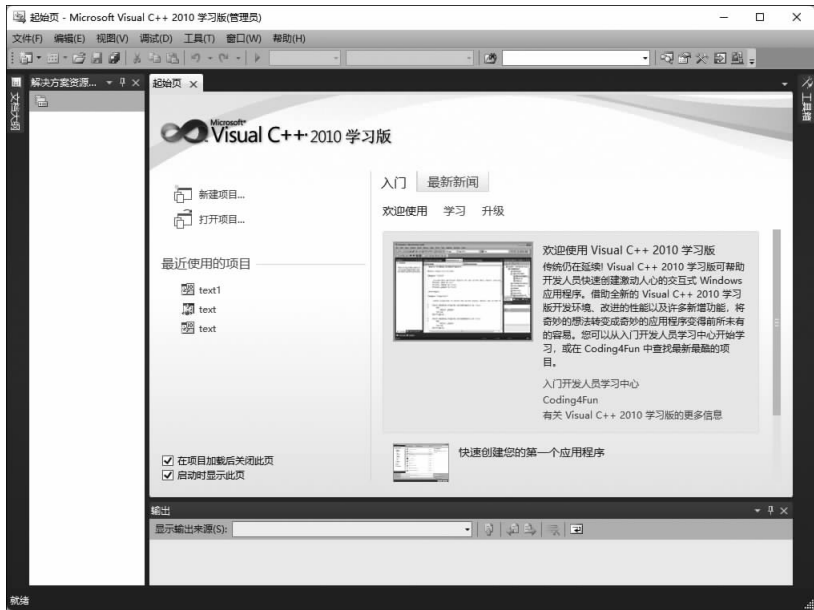 起始页 - Microsoft Visual C++ 2010 学习版(管理员)
文件(F) 编辑(E) 视图(V) 调试(D) 工具(T) 窗口(W) 帮助(H)
解决方案资源...
起始页
文档大纲
工具箱
Microsoft®
Visual C++ 2010 学习版
新建项目...
打开项目...
最近使用的项目
text1
text
text
在项目加载后关闭此页
启动时显示此页
入门 最新新闻
欢迎使用 学习 升级
欢迎使用 Visual C++ 2010 学习版
传统仍在延续! Visual C++ 2010 学习版可帮助
开发人员快速创建激动人心的交互式 Windows
应用程序。借助全新的 Visual C++ 2010 学习
版开发环境、改进的性能以及许多新增功能，将
奇妙的想法转变成奇妙的应用程序变得前所未有
的容易。您可以从入门开发人员学习中心开始学
习，或在 Coding4Fun 中查找最新最酷的项
目。
入门开发人员学习中心
Coding4Fun
有关 Visual C++ 2010 学习版的更多信息
快速创建您的第一个应用程序
输出
显示输出来源(S):
就绪